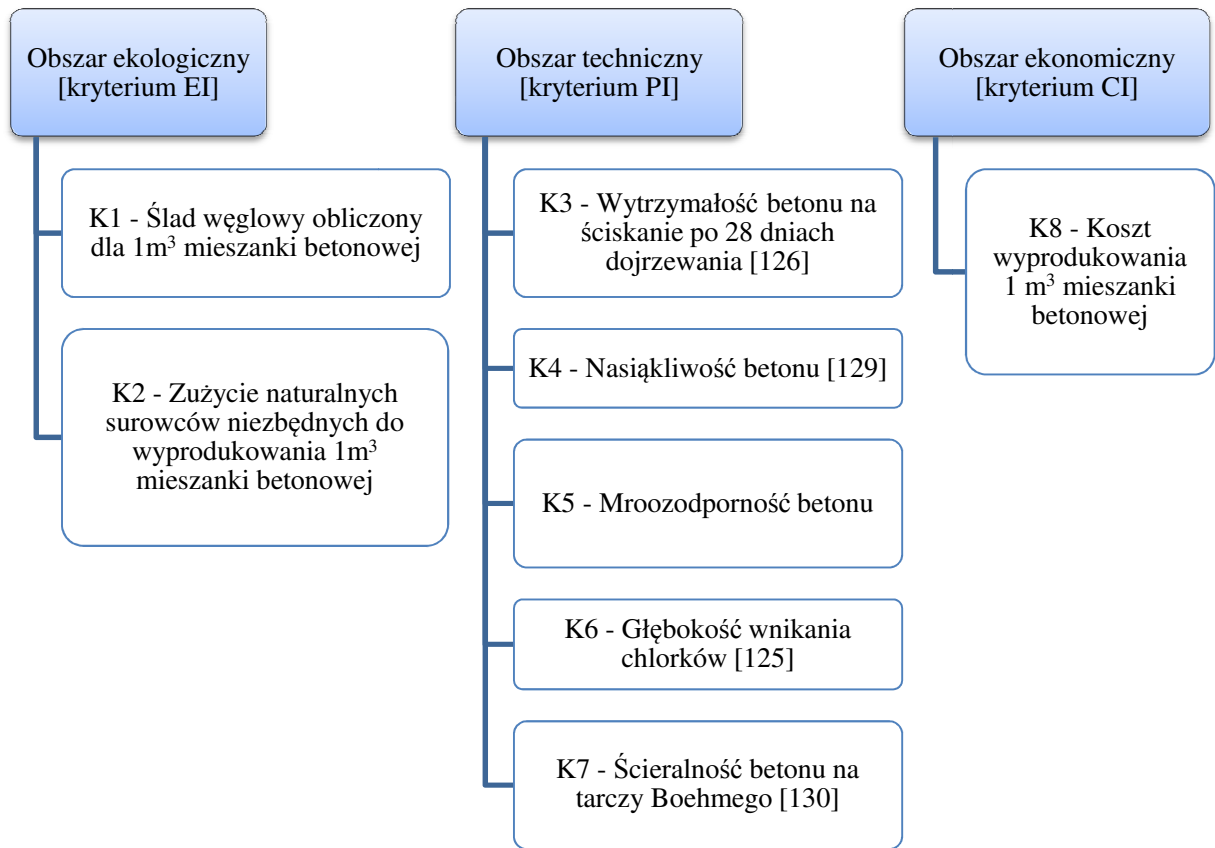 Obszar ekologiczny
[kryterium EI]
K1 - Ślad węglowy obliczony
dla 1m³ mieszanki betonowej
K2 - Zużycie naturalnych
surowców niezbędnych do
wyprodukowania 1m³
mieszanki betonowej
Obszar techniczny
[kryterium PI]
K3 - Wytrzymałość betonu na
ściskanie po 28 dniach
dojrzewania [126]
K4 - Nasiąkliwość betonu [129]
K5 - Mroozodporność betonu
K6 - Głębokość wnikania
chlorków [125]
K7 - Ścieralność betonu na
tarczy Boehmego [130]
Obszar ekonomiczny
[kryterium CI]
K8 - Koszt
wyprodukowania
1 m³ mieszanki
betonowej